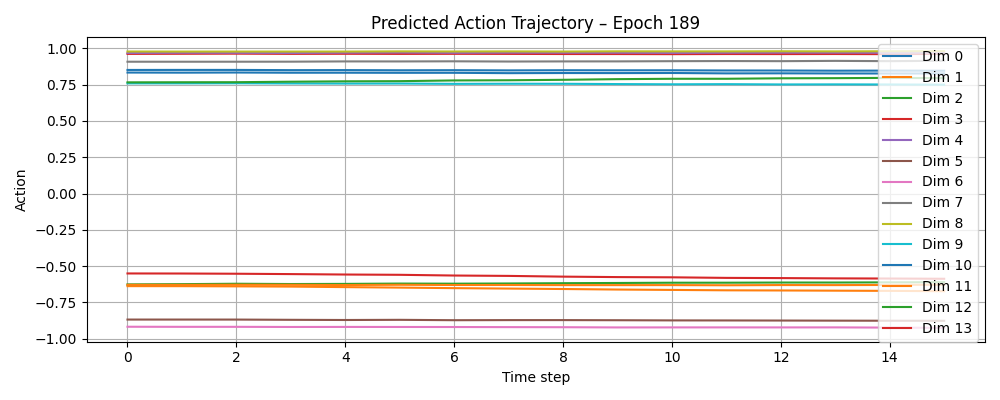 Predicted Action Trajectory – Epoch 189
Action
1.00
0.75
0.50
0.25
0.00
−0.25
−0.50
−0.75
−1.00
0 2 4 6 8 10 12 14
Time step
Dim 0
Dim 1
Dim 2
Dim 3
Dim 4
Dim 5
Dim 6
Dim 7
Dim 8
Dim 9
Dim 10
Dim 11
Dim 12
Dim 13